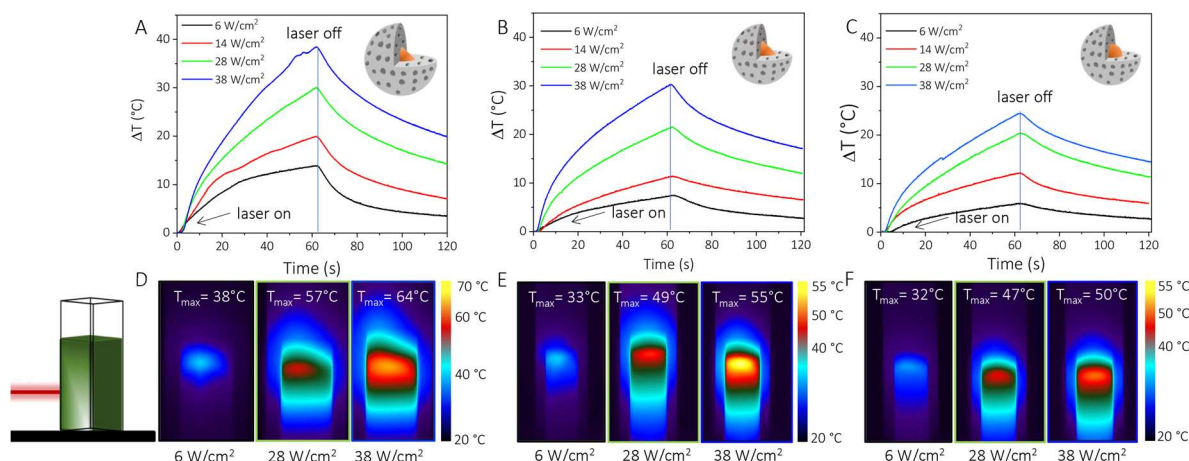 A
6 W/cm²
14 W/cm²
28 W/cm²
38 W/cm²
laser off
laser on
ΔT (°C)
40
30
20
10
0
0 20 40 60 80 100 120
Time (s)
B
6 W/cm²
14 W/cm²
28 W/cm²
38 W/cm²
laser off
laser on
ΔT (°C)
40
30
20
10
0
0 20 40 60 80 100 120
Time (s)
C
6 W/cm²
14 W/cm²
28 W/cm²
38 W/cm²
laser off
laser on
ΔT (°C)
40
30
20
10
0
0 20 40 60 80 100 120
Time (s)
D
Tmax= 38°C
Tmax= 57°C
Tmax= 64°C
70 °C
60 °C
40 °C
20 °C
6 W/cm² 28 W/cm² 38 W/cm²
E
Tmax= 33°C
Tmax= 49°C
Tmax= 55°C
55 °C
50 °C
40 °C
20 °C
6 W/cm² 28 W/cm² 38 W/cm²
F
Tmax= 32°C
Tmax= 47°C
Tmax= 50°C
55 °C
50 °C
40 °C
20 °C
6 W/cm² 28 W/cm² 38 W/cm²